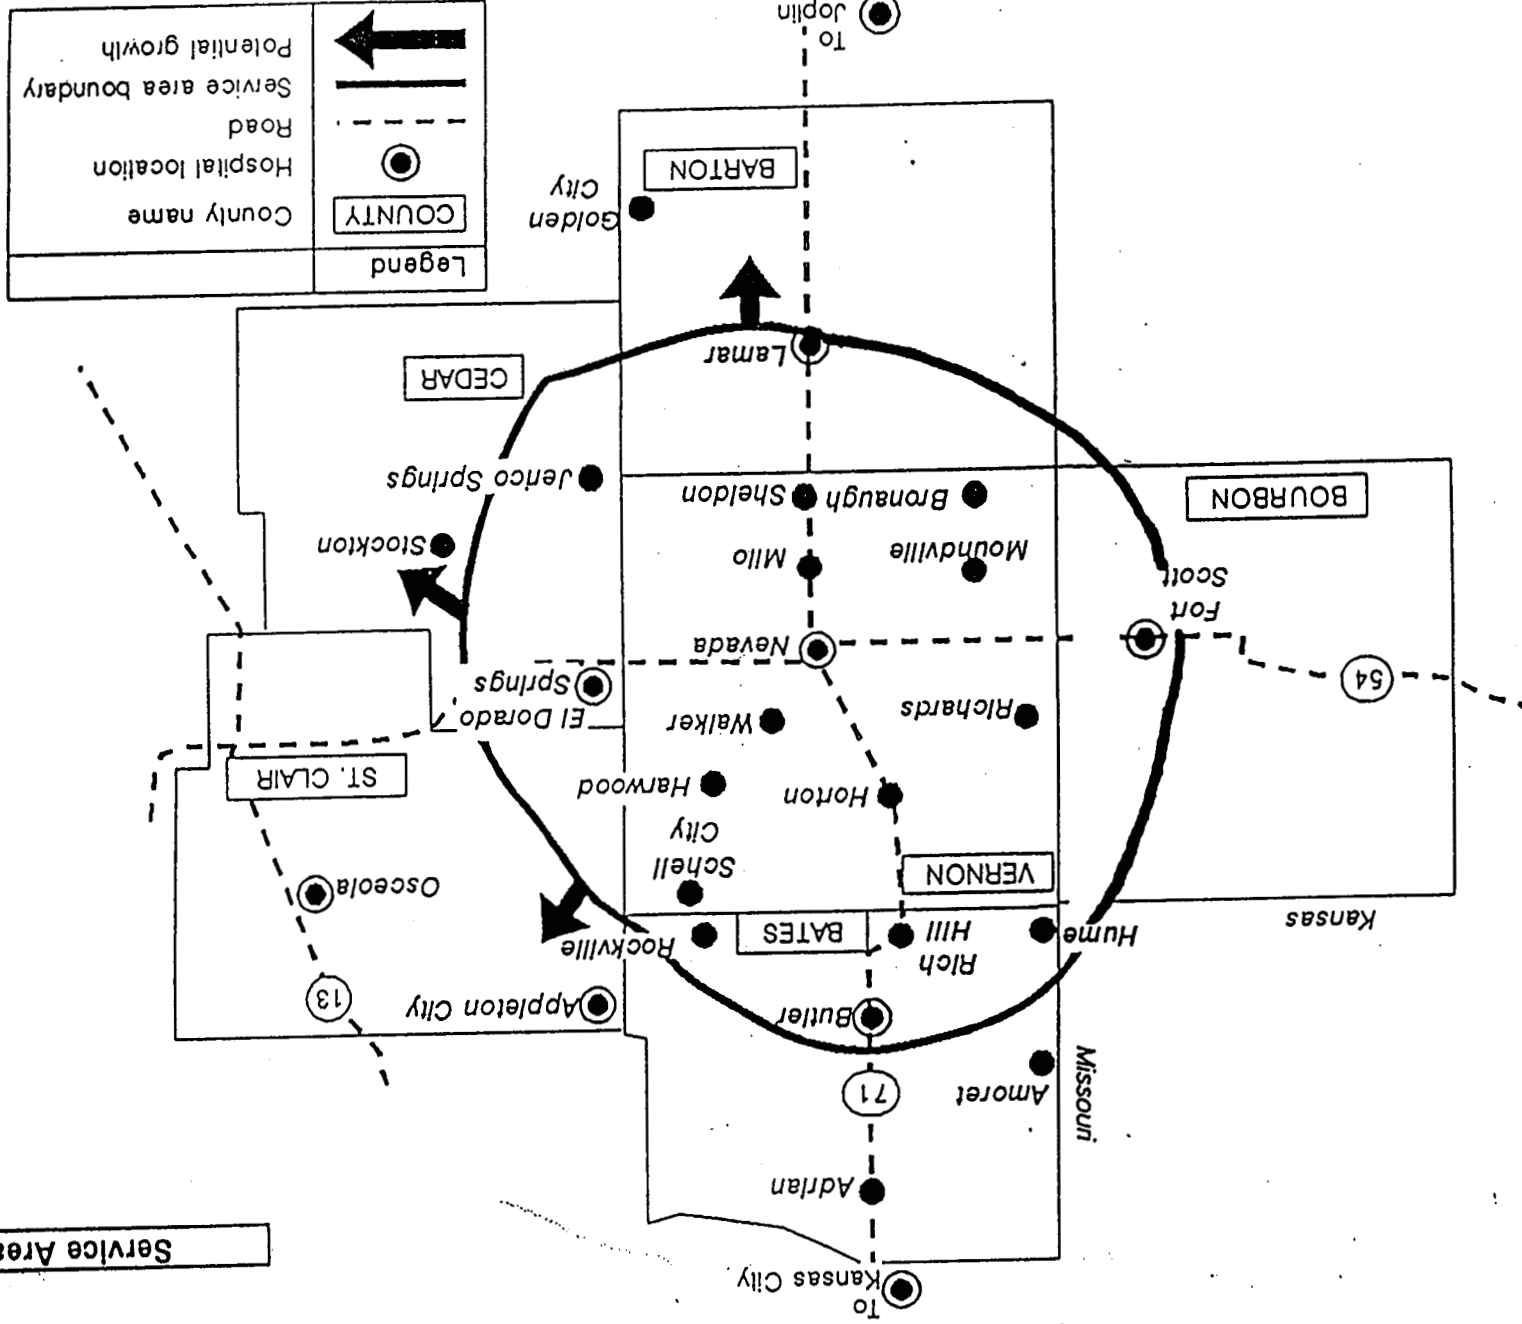 Service Area
To
Kansas City
Adrian
71
Amoret
Missouri
Butler
Appleton City
13
Rich
Hill
Hume
BATES
Rockville
Kansas
VERNON
Schell
City
Osceola
Horton
Harwood
ST. CLAIR
Richards
Walker
El Dorado
Springs
54
Fort
Scott
Nevada
Moundville
Milo
Stockton
BOURBON
Bronaugh
Sheldon
Jerico Springs
CEDAR
Lamar
Golden
City
BARTON
To
Joplin
Legend
COUNTY County name
Hospital location
Road
Service area boundary
Potential growth